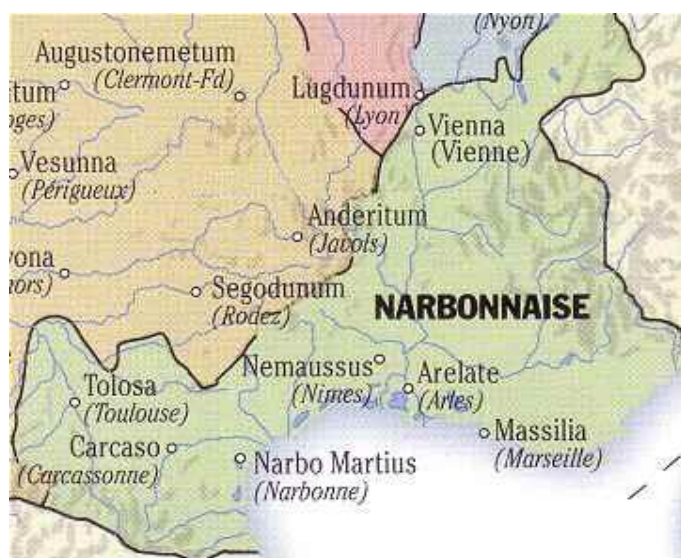 (Nyon)
Augustonemetum
(Clermont-Fd)
Lugdunum
(Lyon)
Vienna
(Vienne)
Vesunna
(Périgueux)
Anderitum
(Javols)
Segodunum
(Rodez)
NARBONNAISE
Nemaussus
(Nimes)
Arelate
(Arles)
Tolosa
(Toulouse)
Massilia
(Marseille)
Carcaso
(Carcassonne)
Narbo Martius
(Narbonne)